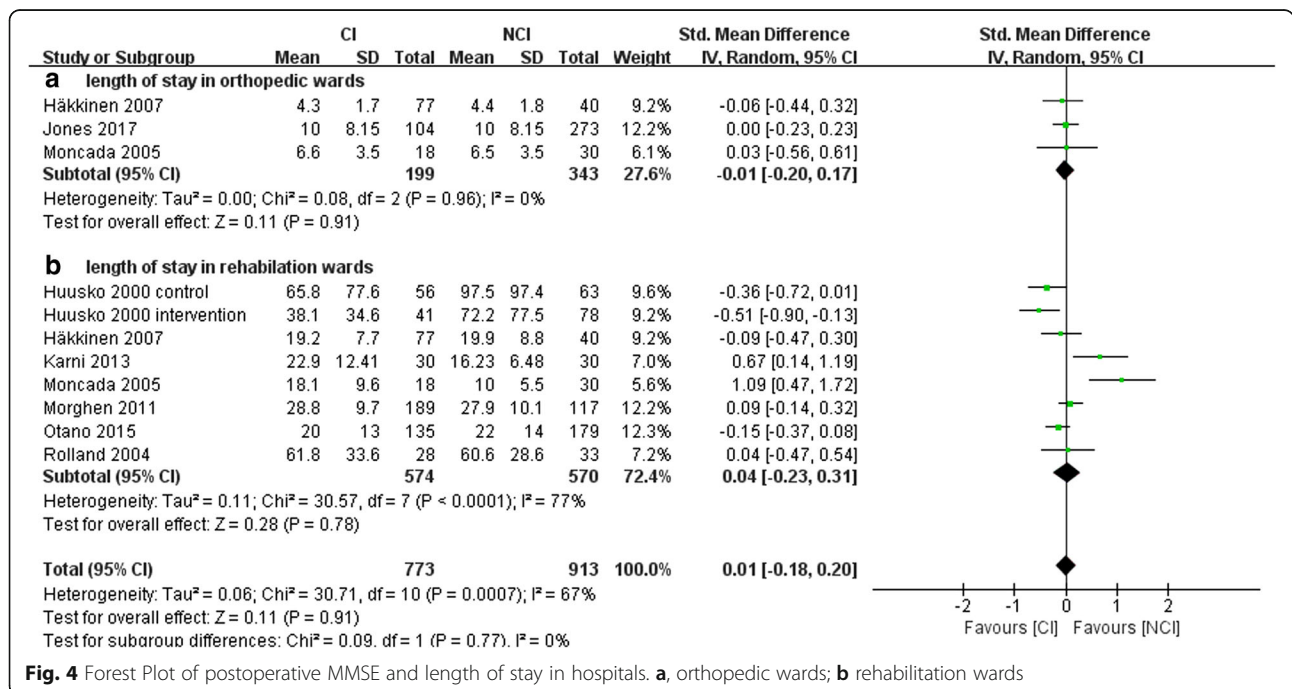 CI NCI Std. Mean Difference Std. Mean Difference
Study or Subgroup Mean SD Total Mean SD Total Weight IV, Random, 95% CI IV, Random, 95% CI
a length of stay in orthopedic wards
Häkkinen 2007 4.3 1.7 77 4.4 1.8 40 9.2% -0.06 [-0.44, 0.32]
Jones 2017 10 8.15 104 10 8.15 273 12.2% 0.00 [-0.23, 0.23]
Moncada 2005 6.6 3.5 18 6.5 3.5 30 6.1% 0.03 [-0.56, 0.61]
Subtotal (95% CI) 199 343 27.6% -0.01 [-0.20, 0.17]
Heterogeneity: Tau² = 0.00; Chi² = 0.08, df = 2 (P = 0.96); I² = 0%
Test for overall effect: Z = 0.11 (P = 0.91)
b length of stay in rehabilation wards
Huusko 2000 control 65.8 77.6 56 97.5 97.4 63 9.6% -0.36 [-0.72, 0.01]
Huusko 2000 intervention 38.1 34.6 41 72.2 77.5 78 9.2% -0.51 [-0.90, -0.13]
Häkkinen 2007 19.2 7.7 77 19.9 8.8 40 9.2% -0.09 [-0.47, 0.30]
Karni 2013 22.9 12.41 30 16.23 6.48 30 7.0% 0.67 [0.14, 1.19]
Moncada 2005 18.1 9.6 18 10 5.5 30 5.6% 1.09 [0.47, 1.72]
Morghen 2011 28.8 9.7 189 27.9 10.1 117 12.2% 0.09 [-0.14, 0.32]
Otano 2015 20 13 135 22 14 179 12.3% -0.15 [-0.37, 0.08]
Rolland 2004 61.8 33.6 28 60.6 28.6 33 7.2% 0.04 [-0.47, 0.54]
Subtotal (95% CI) 574 570 72.4% 0.04 [-0.23, 0.31]
Heterogeneity: Tau² = 0.11; Chi² = 30.57, df = 7 (P < 0.0001); I² = 77%
Test for overall effect: Z = 0.28 (P = 0.78)
Total (95% CI) 773 913 100.0% 0.01 [-0.18, 0.20]
Heterogeneity: Tau² = 0.06; Chi² = 30.71, df = 10 (P = 0.0007); I² = 67%
Test for overall effect: Z = 0.11 (P = 0.91)
Test for subgroup differences: Chi² = 0.09, df = 1 (P = 0.77), I² = 0%
-2 -1 0 1 2
Favours [CI] Favours [NCI]
Fig. 4 Forest Plot of postoperative MMSE and length of stay in hospitals. a, orthopedic wards; b rehabilitation wards